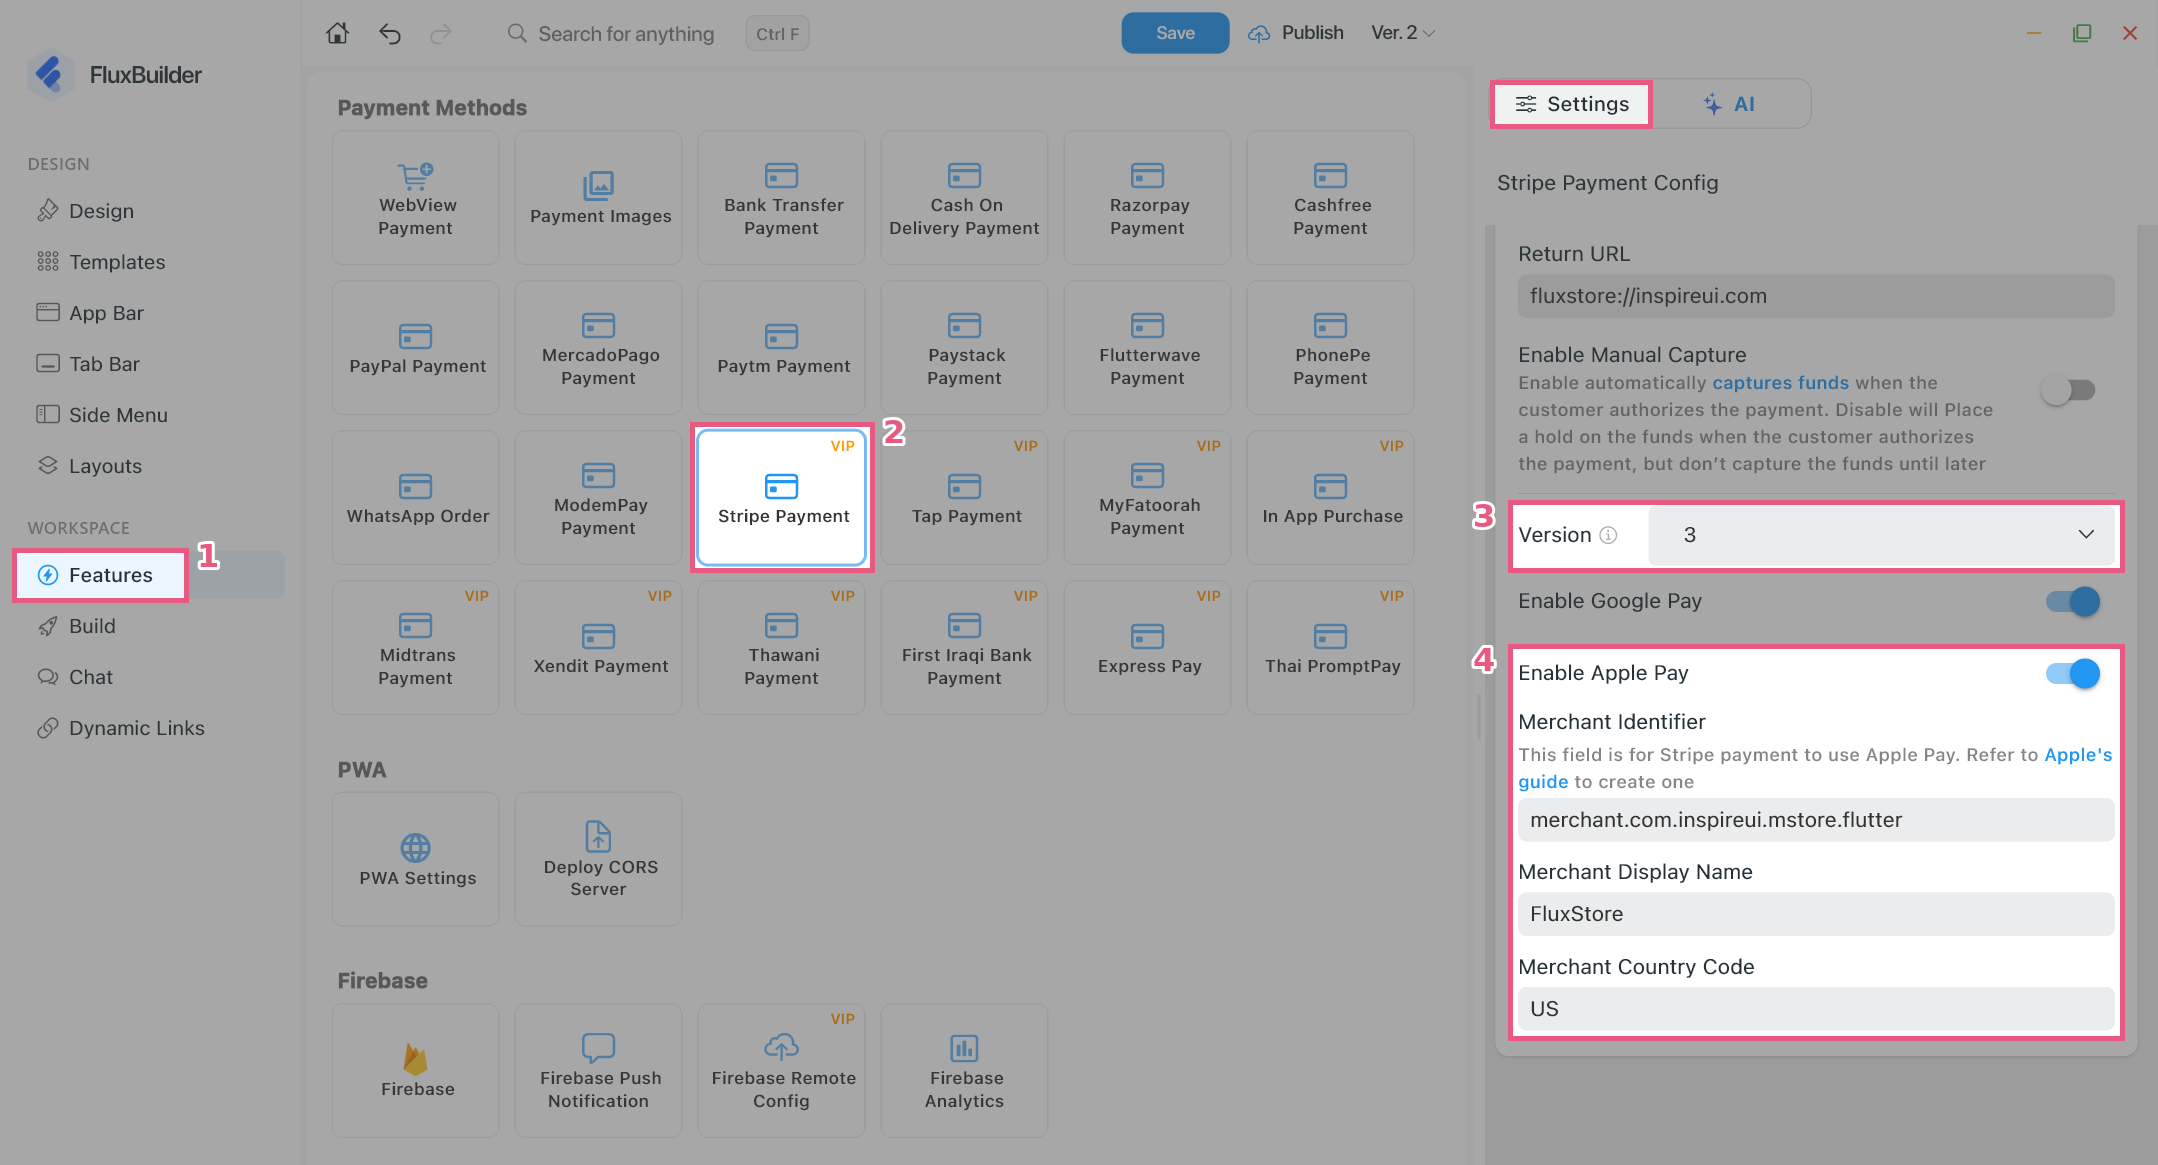 FluxBuilder
DESIGN
Design
Templates
App Bar
Tab Bar
Side Menu
Layouts
WORKSPACE
Features
1
Build
Chat
Dynamic Links
Search for anything
Ctrl F
Save
Publish
Ver. 2
Payment Methods
WebView
Payment
Payment Images
Bank Transfer
Payment
Cash On
Delivery Payment
Razorpay
Payment
Cashfree
Payment
PayPal Payment
MercadoPago
Payment
Paytm Payment
Paystack
Payment
Flutterwave
Payment
PhonePe
Payment
WhatsApp Order
ModemPay
Payment
VIP
Stripe Payment
2
VIP
Tap Payment
VIP
MyFatoorah
Payment
VIP
In App Purchase
VIP
Midtrans
Payment
VIP
Xendit Payment
VIP
Thawani
Payment
VIP
First Iraqi Bank
Payment
VIP
Express Pay
VIP
Thai PromptPay
PWA
PWA Settings
Deploy CORS
Server
Firebase
Firebase
Firebase Push
Notification
VIP
Firebase Remote
Config
Firebase
Analytics
Settings
AI
Stripe Payment Config
Return URL
fluxstore://inspireui.com
Enable Manual Capture
Enable automatically captures funds when the
customer authorizes the payment. Disable will Place
a hold on the funds when the customer authorizes
the payment, but don't capture the funds until later
3
Version
3
Enable Google Pay
4
Enable Apple Pay
Merchant Identifier
This field is for Stripe payment to use Apple Pay. Refer to Apple's
guide to create one
merchant.com.inspireui.mstore.flutter
Merchant Display Name
FluxStore
Merchant Country Code
US